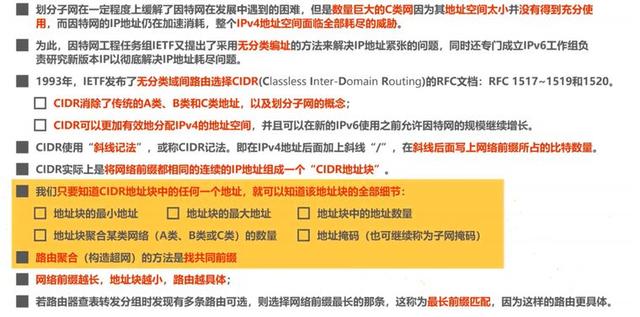 划分子网在一定程度上缓解了因特网在发展中遇到的困难，但是数量巨大的C类网因为其地址空间太小并没有得到充分使
用，而因特网的IP地址仍在加速消耗，整个IPv4地址空间面临全部耗尽的威胁。
为此，因特网工程任务组IETF又提出了采用无分类编址的方法来解决IP地址紧张的问题，同时还专门成立IPv6工作组负
责研究新版本IP以彻底解决IP地址耗尽问题。
1993年，IETF发布了无分类域间路由选择CIDR(Classless Inter-Domain Routing)的RFC文档：RFC 1517~1519和1520。
CIDR消除了传统的A类、B类和C类地址，以及划分子网的概念；
CIDR可以更加有效地分配IPv4的地址空间，并且可以在新的IPv6使用之前允许因特网的规模继续增长。
CIDR使用“斜线记法”，或称CIDR记法。即在IPv4地址后面加上斜线“/”，在斜线后面写上网络前缀所占的比特数量。
CIDR实际上是将网络前缀都相同的连续的IP地址组成一个“CIDR地址块”。
我们只要知道CIDR地址块中的任何一个地址，就可以知道该地址块的全部细节：
地址块的最小地址 地址块的最大地址 地址块中的地址数量
地址块聚合某类网络（A类、B类或C类）的数量 地址掩码（也可继续称为子网掩码）
路由聚合（构造超网）的方法是找共同前缀
网络前缀越长，地址块越小，路由越具体；
若路由器查表转发分组时发现有多条路由可选，则选择网络前缀最长的那条，这称为最长前缀匹配，因为这样的路由更具体。